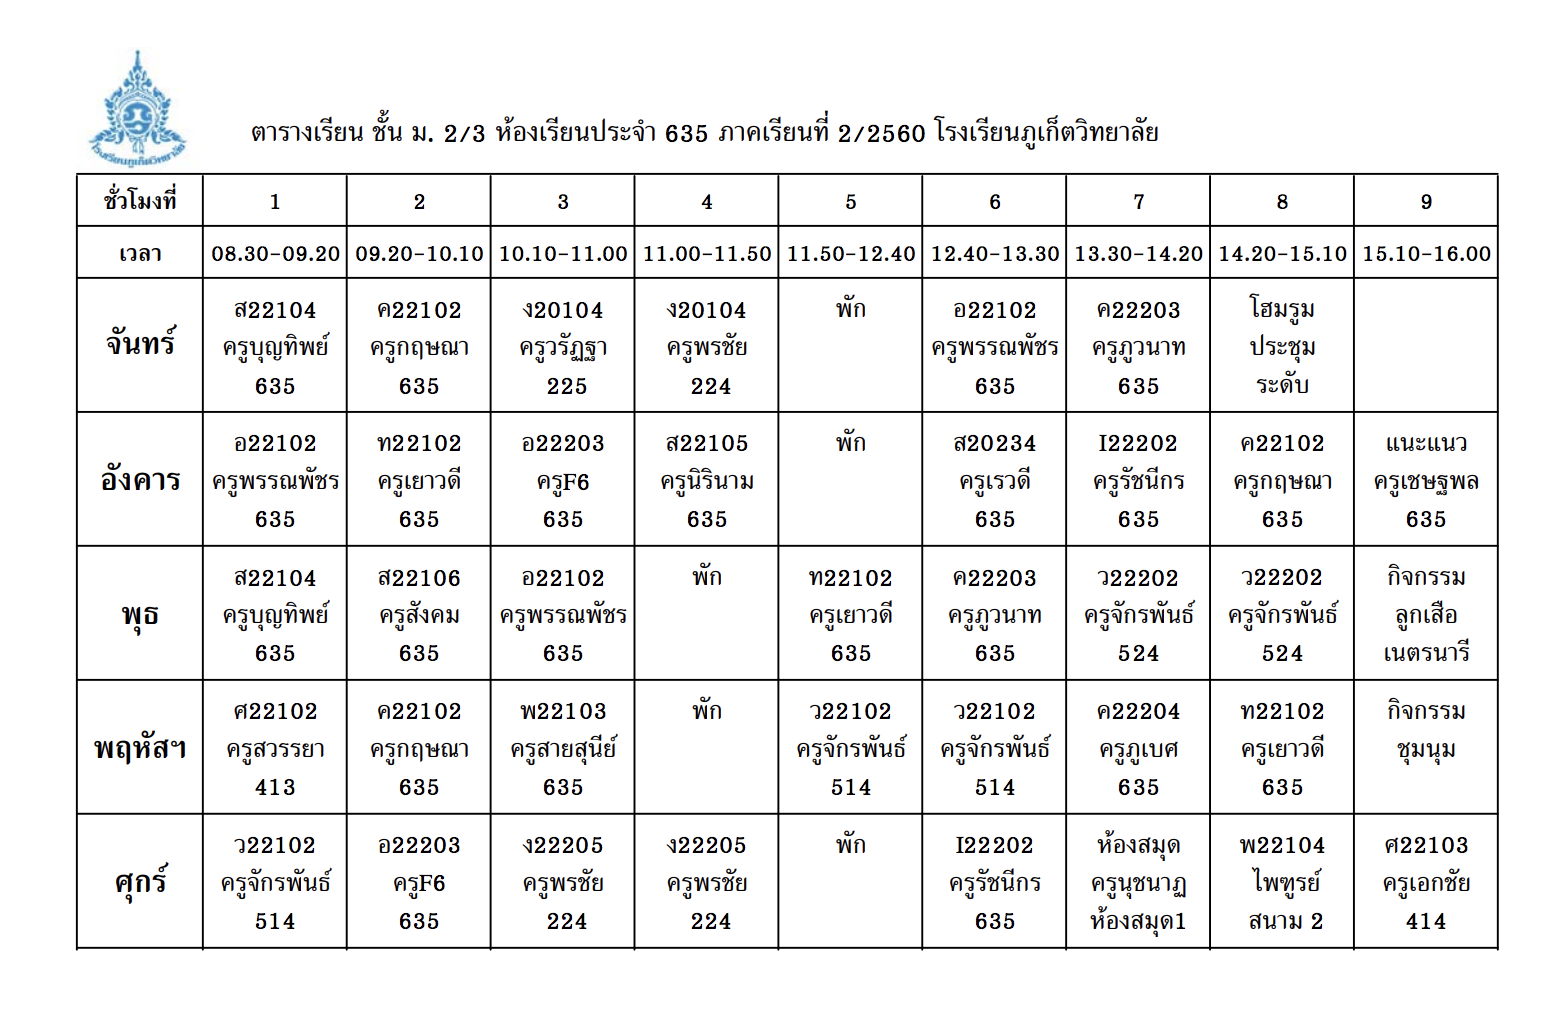 โรงเรียนภูเก็ตวิทยาลัย
ตารางเรียน ชั้น ม. 2/3 ห้องเรียนประจำ 635 ภาคเรียนที่ 2/2560 โรงเรียนภูเก็ตวิทยาลัย
ชั่วโมงที่ 1 2 3 4 5 6 7 8 9
เวลา 08.30-09.20 09.20-10.10 10.10-11.00 11.00-11.50 11.50-12.40 12.40-13.30 13.30-14.20 14.20-15.10 15.10-16.00
ส22104 ค22102 ง20104 ง20104 พัก อ22102 ค22203 โฮมรูม
จันทร์ ครูบุญทิพย์ ครูกฤษณา ครูวรัฏฐา ครูพรชัย ครูพรรณพัชร ครูภูวนาท ประชุม
635 635 225 224 635 635 ระดับ
อ22102 ท22102 อ22203 ส22105 พัก ส20234 I22202 ค22102 แนะแนว
อังคาร ครูพรรณพัชร ครูเยาวดี ครูF6 ครูนิรินาม ครูเรวดี ครูรัชนีกร ครูกฤษณา ครูเชษฐพล
635 635 635 635 635 635 635 635
ส22104 ส22106 อ22102 พัก ท22102 ค22203 ว22202 ว22202 กิจกรรม
พุธ ครูบุญทิพย์ ครูสังคม ครูพรรณพัชร ครูเยาวดี ครูภูวนาท ครูจักรพันธ์ ครูจักรพันธ์ ลูกเสือ
635 635 635 635 635 524 524 เนตรนารี
ศ22102 ค22102 พ22103 พัก ว22102 ว22102 ค22204 ท22102 กิจกรรม
พฤหัสฯ ครูสวรรยา ครูกฤษณา ครูสายสุนีย์ ครูจักรพันธ์ ครูจักรพันธ์ ครูภูเบศ ครูเยาวดี ชุมนุม
413 635 635 514 514 635 635
ว22102 อ22203 ง22205 ง22205 พัก I22202 ห้องสมุด พ22104 ศ22103
ศุกร์ ครูจักรพันธ์ ครูF6 ครูพรชัย ครูพรชัย ครูรัชนีกร ครูนุชนาฏ ไพฑูรย์ ครูเอกชัย
514 635 224 224 635 ห้องสมุด1 สนาม 2 414